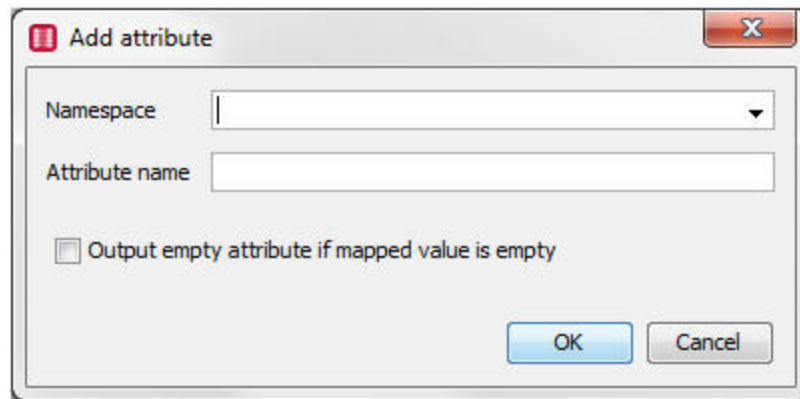 Add attribute
Namespace
Attribute name
Output empty attribute if mapped value is empty
OK Cancel